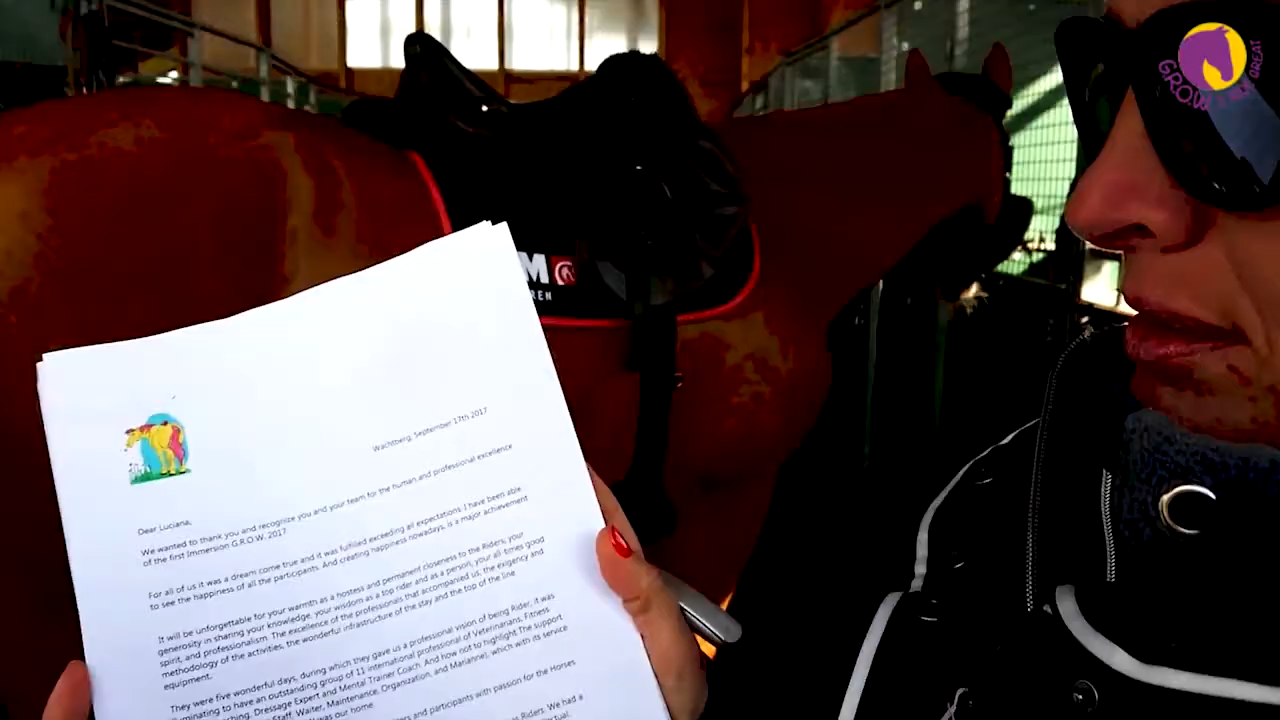 G.R.O.W
GREAT
M
REN
Wachtberg, September 17th 2017
Dear Luciana,
We wanted to thank you and recognize you and your team for the human and professional excellence
of the first Immersion G.R.O.W. 2017
For all of us it was a dream come true and it was fulfilled exceeding all expectations. I have been able
to see the happiness of all the participants. And creating happiness nowadays, is a major achievement
It will be unforgettable for your warmth as a hostess and permanent closeness to the Riders, your
generosity in sharing your knowledge, your wisdom as a top rider and as a person, your all-times good
spirit, and professionalism. The excellence of the professionals that accompanied us, the exigency and
methodology of the activities, the wonderful infrastructure of the stay and the top of the line
equipment.
They were five wonderful days, during which they gave us a professional vision of being Rider, it was
illuminating to have an outstanding group of 11 international professional of Veterinarians, Fitness
Dressage Expert and Mental Trainer Coach. And how not to highlight The support
Staff, Waiter, Maintenance, Organization, and Marianne), which with its service
was our home.
and participants with passion for the Horses
Riders. We had a